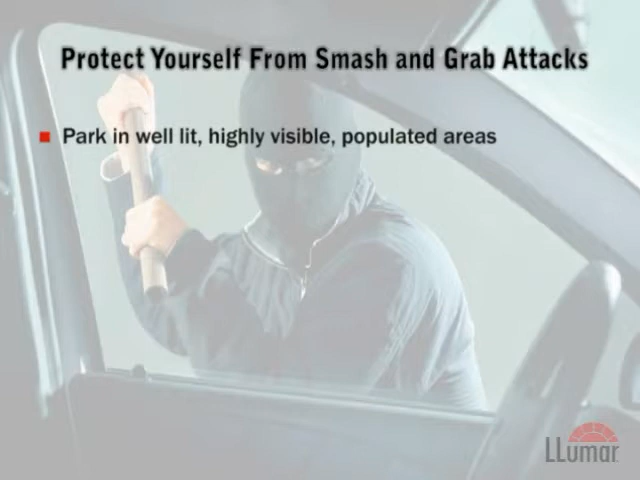 Protect Yourself From Smash and Grab Attacks
Park in well lit, highly visible, populated areas
LLumar